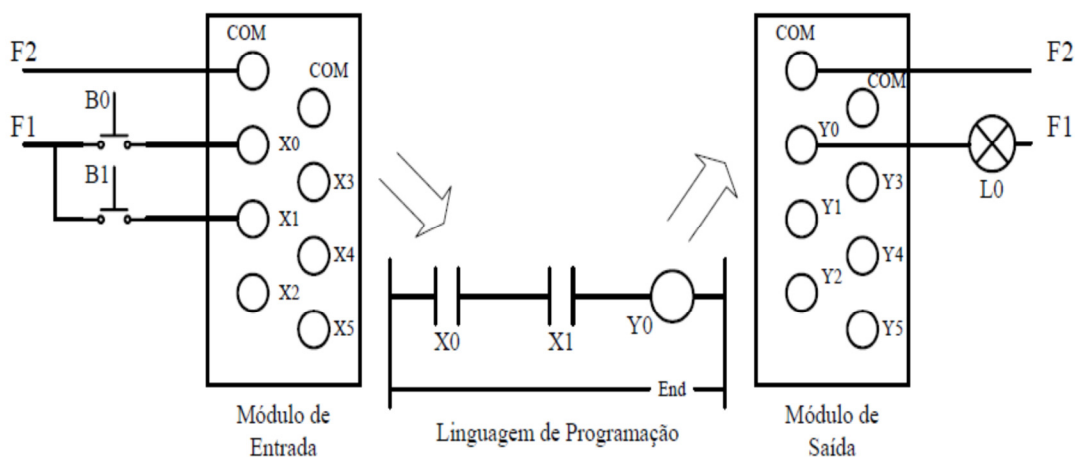 COM
F2
COM
B0
F1
X0
B1
X3
X1
X4
X2
X5
Módulo de
Entrada
X0
X1
Y0
End
Linguagem de Programação
COM
F2
COM
Y0
F1
L0
Y3
Y1
Y4
Y2
Y5
Módulo de
Saída